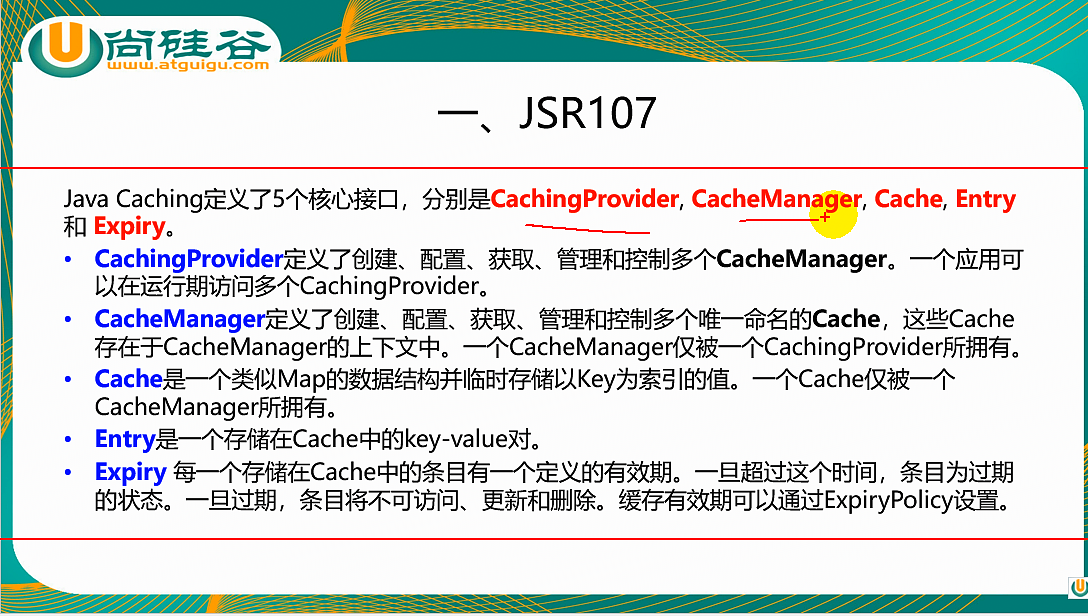 尚硅谷
www.atguigu.com
一、JSR107
Java Caching定义了5个核心接口，分别是CachingProvider, CacheManager, Cache, Entry
和 Expiry。
• CachingProvider定义了创建、配置、获取、管理和控制多个CacheManager。一个应用可
以在运行期访问多个CachingProvider。
• CacheManager定义了创建、配置、获取、管理和控制多个唯一命名的Cache，这些Cache
存在于CacheManager的上下文中。一个CacheManager仅被一个CachingProvider所拥有。
• Cache是一个类似Map的数据结构并临时存储以Key为索引的值。一个Cache仅被一个
CacheManager所拥有。
• Entry是一个存储在Cache中的key-value对。
• Expiry 每一个存储在Cache中的条目有一个定义的有效期。一旦超过这个时间，条目为过期
的状态。一旦过期，条目将不可访问、更新和删除。缓存有效期可以通过ExpiryPolicy设置。